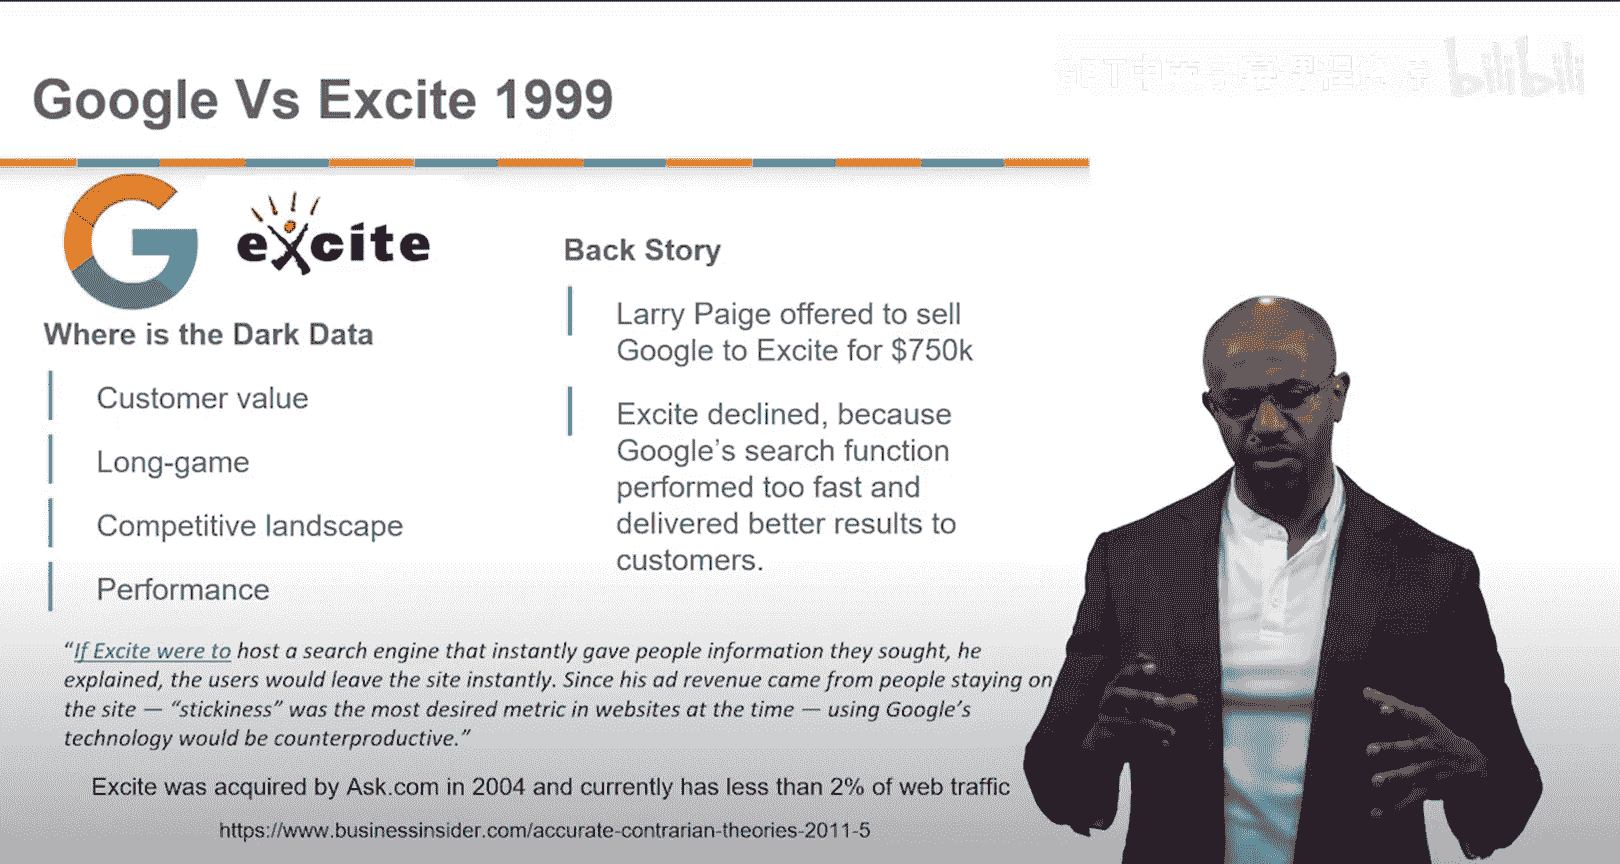 Google Vs Excite 1999
bilibili
excite
Where is the Dark Data
Customer value
Long-game
Competitive landscape
Performance
Back Story
Larry Paige offered to sell
Google to Excite for $750k
Excite declined, because
Google’s search function
performed too fast and
delivered better results to
customers.
“If Excite were to host a search engine that instantly gave people information they sought, he
explained, the users would leave the site instantly. Since his ad revenue came from people staying on
the site — “stickiness” was the most desired metric in websites at the time — using Google’s
technology would be counterproductive.”
Excite was acquired by Ask.com in 2004 and currently has less than 2% of web traffic
https://www.businessinsider.com/accurate-contrarian-theories-2011-5